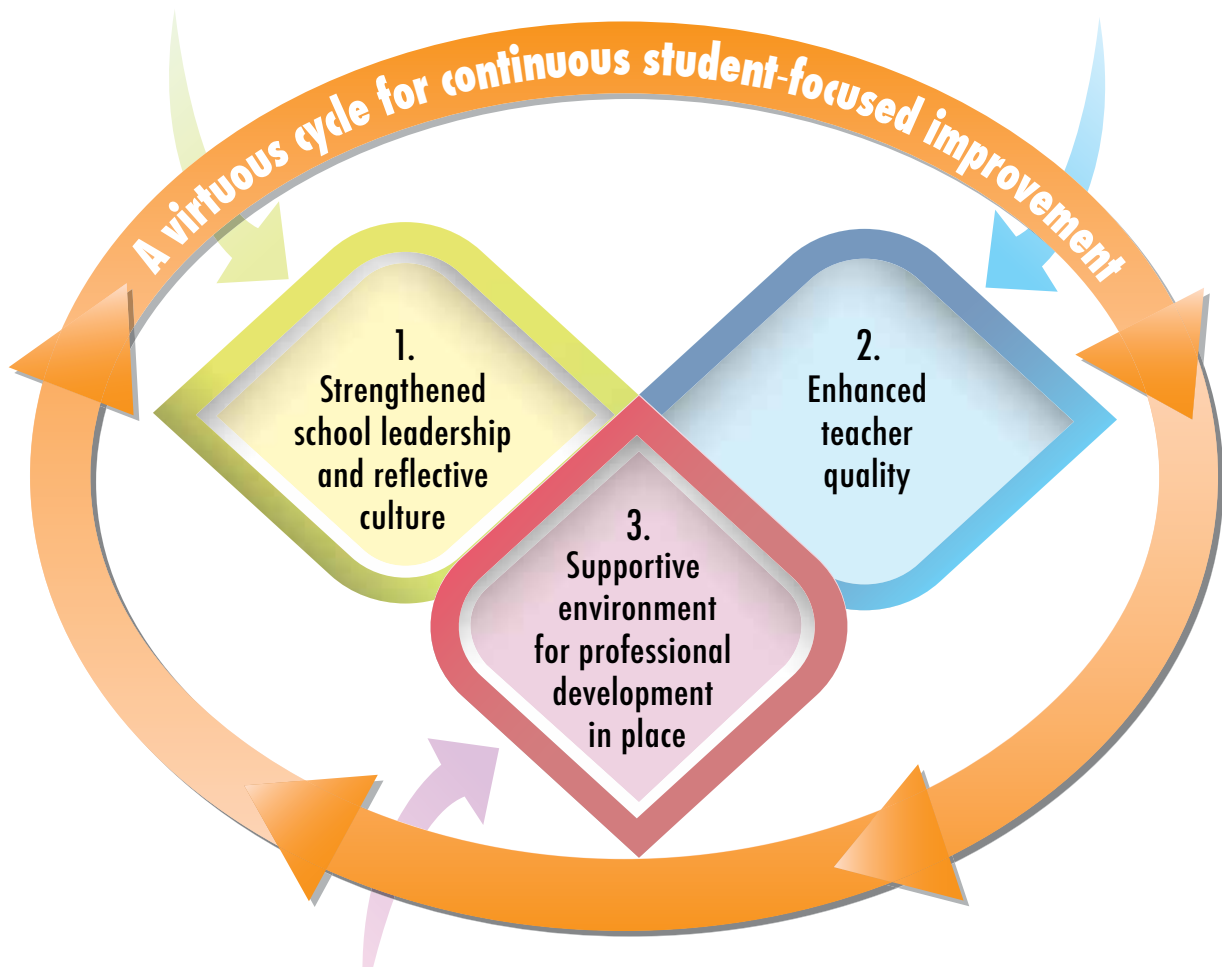 A virtuous cycle for continuous student-focused improvement
1.
Strengthened
school leadership
and reflective
culture
2.
Enhanced
teacher
quality
3.
Supportive
environment
for professional
development
in place